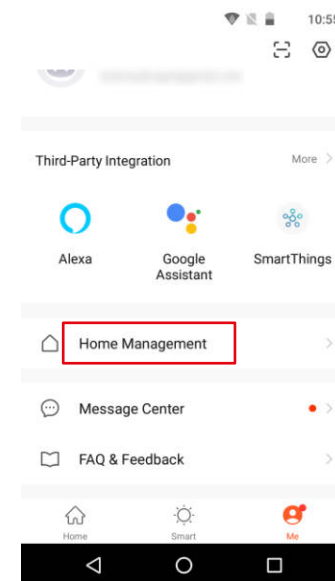 10:55
Third-Party Integration More
Alexa Google Assistant SmartThings
Home Management
Message Center
FAQ & Feedback
Home Smart Me